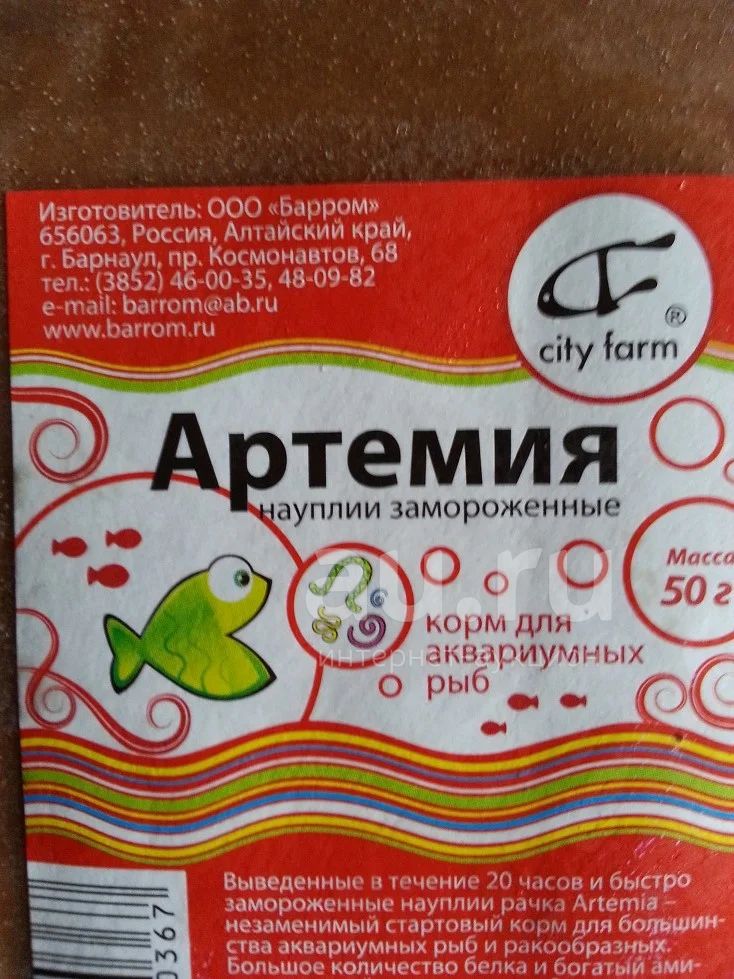 Изготовитель: ООО «Барром»
656063, Россия, Алтайский край,
г. Барнаул, пр. Космонавтов, 68
тел.: (3852) 46-00-35, 48-09-82
e-mail: barrom@ab.ru
www.barrom.ru
®
city farm
Артемия
науплии замороженные
Масса
50 г
au.ru
корм для
аквариумных
рыб
Выведенные в течение 20 часов и быстро
замороженные науплии рачка Artemia –
незаменимый стартовый корм для большин-
ства аквариумных рыб и ракообразных.
Большое количество белка и богатый ами-
0367